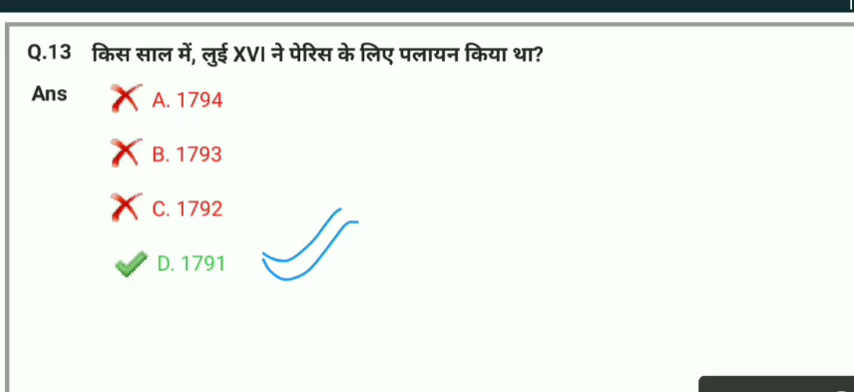 Q.13 किस साल में, लुई XVI ने पेरिस के लिए पलायन किया था?
Ans A. 1794
B. 1793
C. 1792
D. 1791